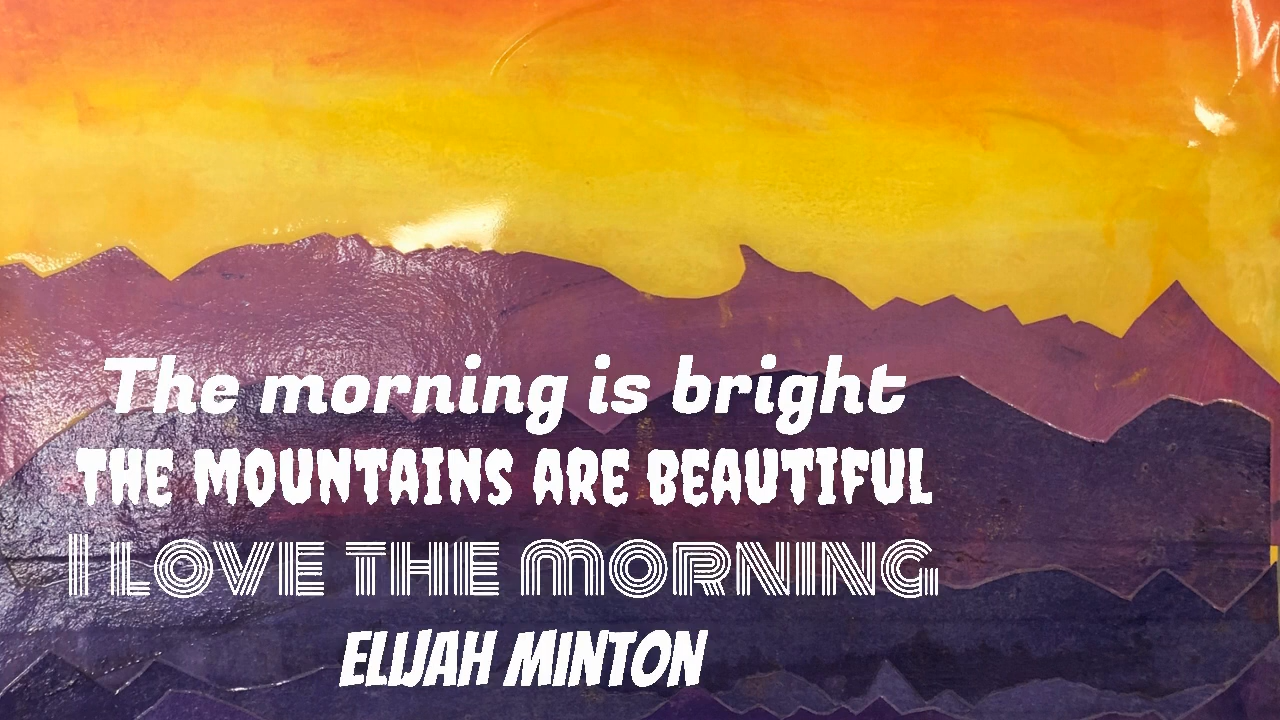 The morning is bright
THE MOUNTAINS ARE BEAUTIFUL
I LOVE THE MORNING
ELIJAH MINTON